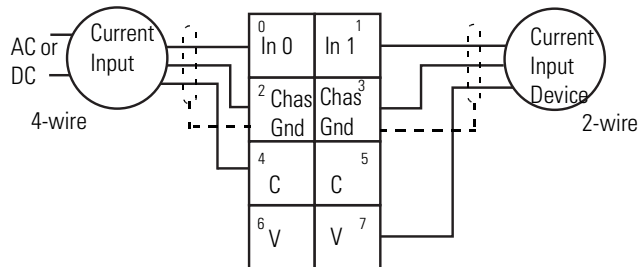 AC or
DC
Current
Input
4-wire
0
In 0
1
In 1
2
Chas
Gnd
3
Chas
Gnd
4
C
5
C
6
V
7
V
Current
Input
Device
2-wire